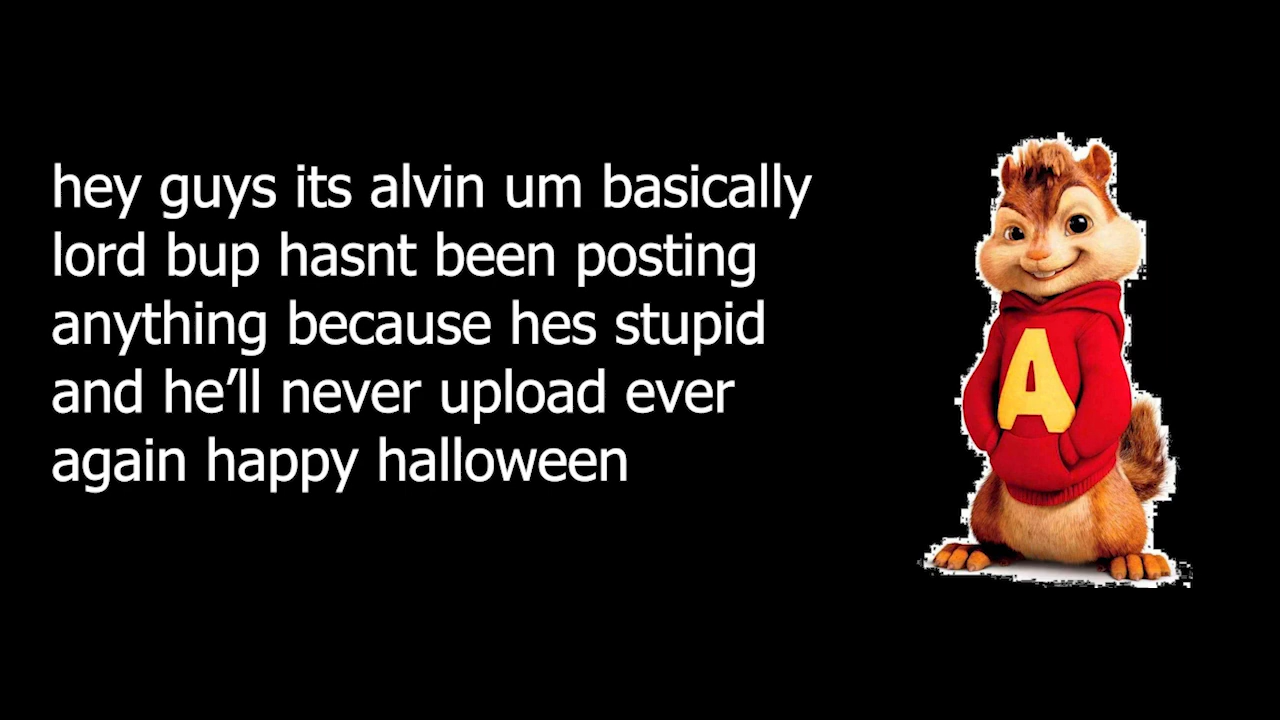 hey guys its alvin um basically
lord bup hasnt been posting
anything because hes stupid
and he’ll never upload ever
again happy halloween
A